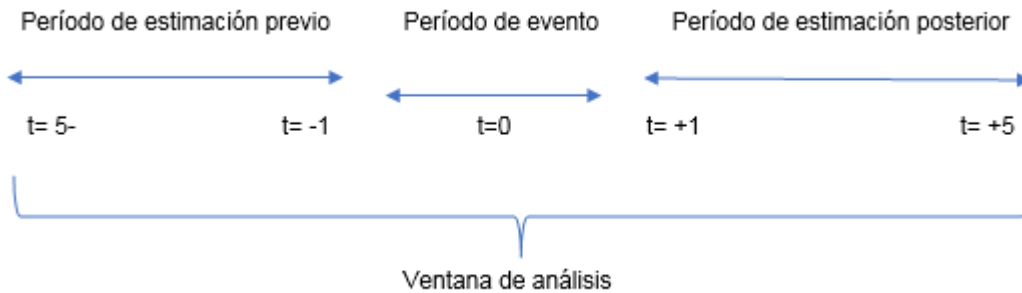 Período de estimación previo Período de evento Período de estimación posterior
t= 5- t= -1 t=0 t= +1 t= +5
Ventana de análisis